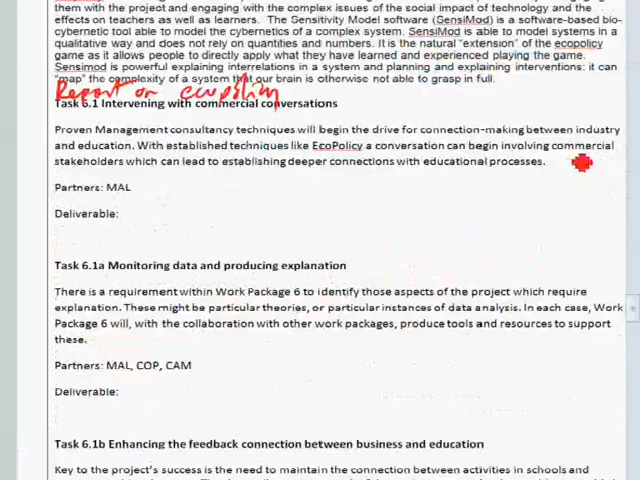 them with the project and engaging with the complex issues of the social impact of technology and the
effects on teachers as well as learners. The Sensitivity Model software (SensiMod) is a software-based bio-
cybernetic tool able to model the cybernetics of a complex system. SensiMod is able to model systems in a
qualitative way and does not rely on quantities and numbers. It is the natural "extension" of the ecopolicy
game as it allows people to directly apply what they have learned and experienced playing the game.
Sensimod is powerful explaining interrelations in a system and planning and explaining interventions: it can
"map" the complexity of a system that our brain is otherwise not able to grasp in full.
Report on ecopolicy
Task 6.1 Intervening with commercial conversations
Proven Management consultancy techniques will begin the drive for connection-making between industry
and education. With established techniques like EcoPolicy a conversation can begin involving commercial
stakeholders which can lead to establishing deeper connections with educational processes.
Partners: MAL
Deliverable:
Task 6.1a Monitoring data and producing explanation
There is a requirement within Work Package 6 to identify those aspects of the project which require
explanation. These might be particular theories, or particular instances of data analysis. In each case, Work
Package 6 will, with the collaboration with other work packages, produce tools and resources to support
these.
Partners: MAL, COP, CAM
Deliverable:
Task 6.1b Enhancing the feedback connection between business and education
Key to the project's success is the need to maintain the connection between activities in schools and